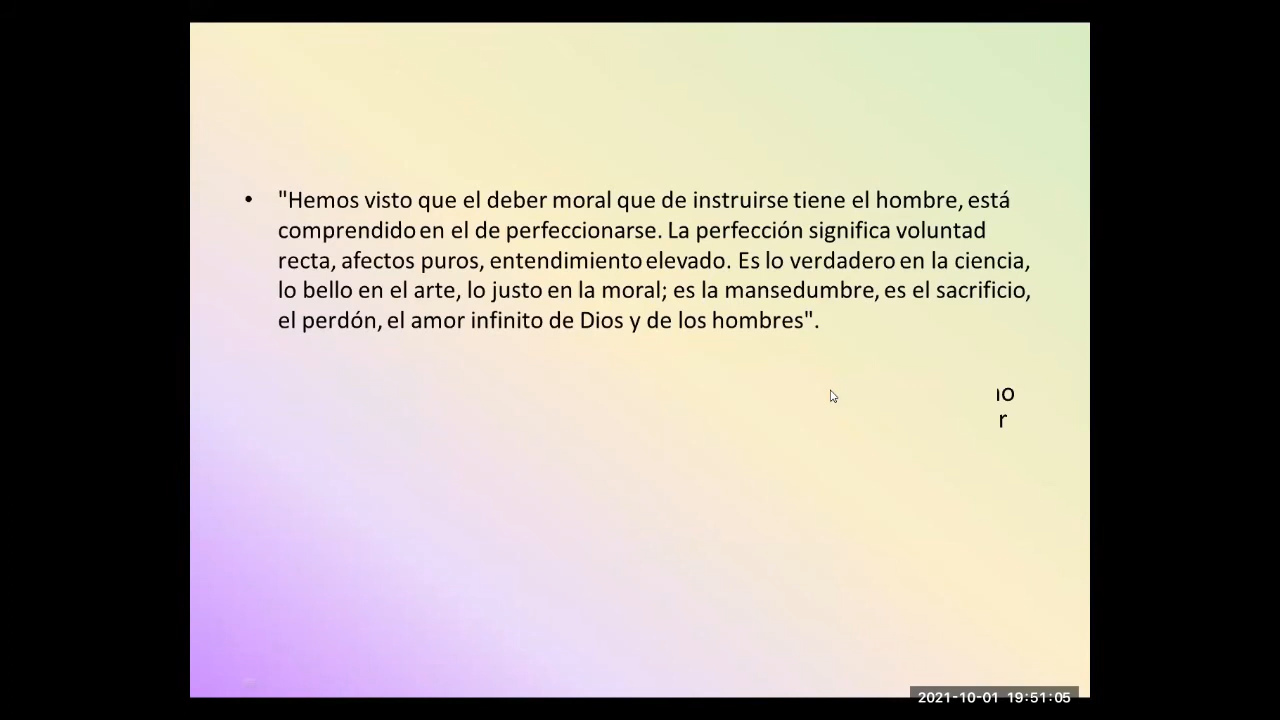 • "Hemos visto que el deber moral que de instruirse tiene el hombre, está
comprendido en el de perfeccionarse. La perfección significa voluntad
recta, afectos puros, entendimiento elevado. Es lo verdadero en la ciencia,
lo bello en el arte, lo justo en la moral; es la mansedumbre, es el sacrificio,
el perdón, el amor infinito de Dios y de los hombres".
r
2021-10-01 19:51:05